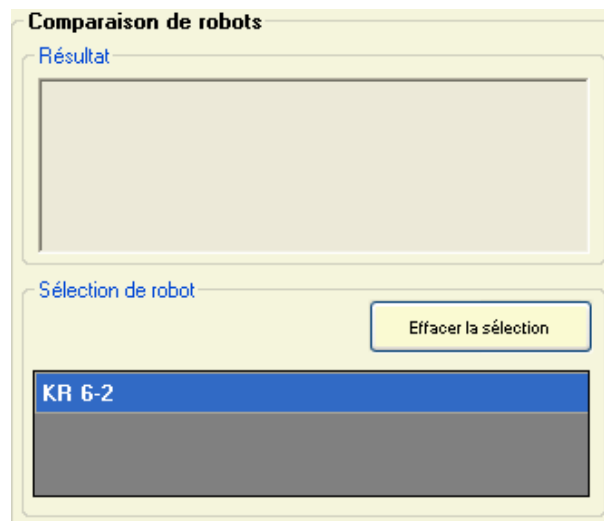 Comparaison de robots
Résultat
Sélection de robot
Effacer la sélection
KR 6-2